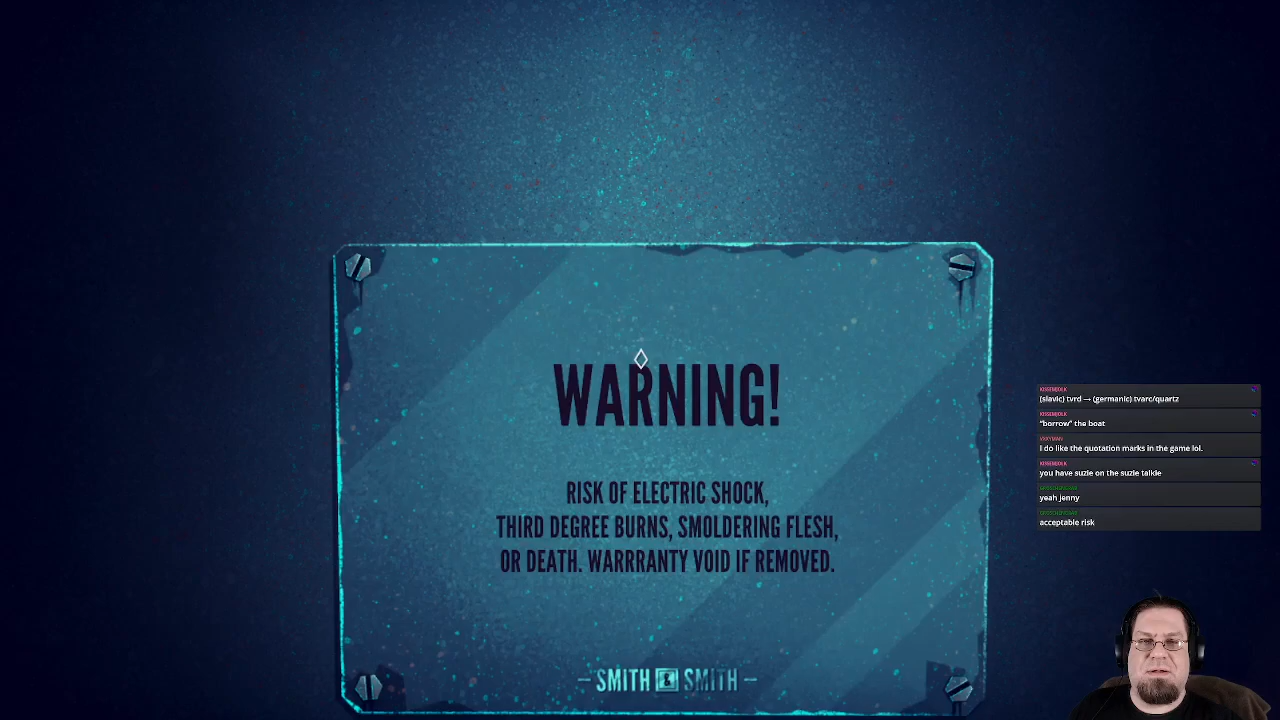 WARNING!
RISK OF ELECTRIC SHOCK,
THIRD DEGREE BURNS, SMOLDERING FLESH,
OR DEATH. WARRRANTY VOID IF REMOVED.
SMITH & SMITH
(slavic) tvrd → (germanic) tvarc/quartz
“borrow” the boat
I do like the quotation marks in the game lol.
you have suzie on the suzie talkie
yeah jenny
acceptable risk